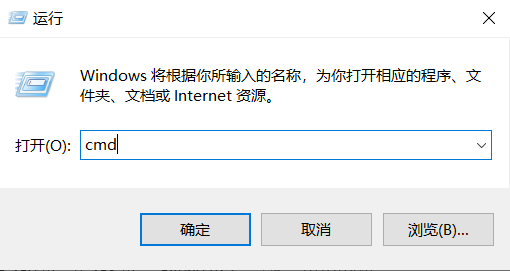 运行
Windows 将根据你所输入的名称，为你打开相应的程序、文
件夹、文档或 Internet 资源。
打开(O): cmd
确定 取消 浏览(B)...